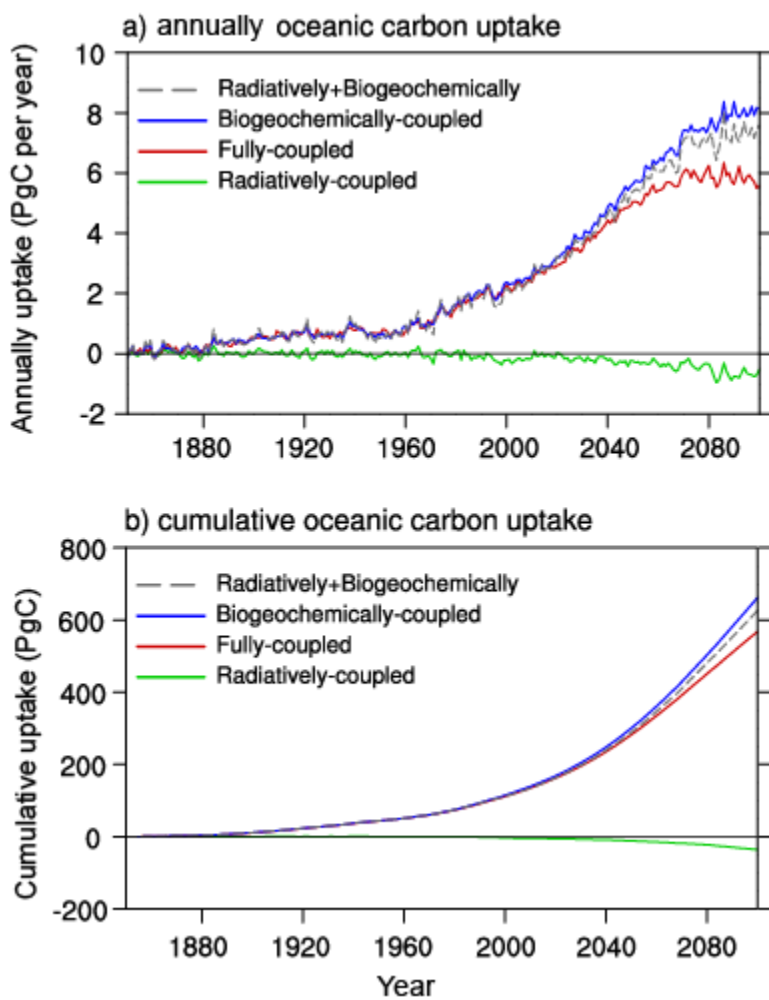 a) annually oceanic carbon uptake
Annually uptake (PgC per year)
10
8
6
4
2
0
-2
Radiatively+Biogeochemically
Biogeochemically-coupled
Fully-coupled
Radiatively-coupled
1880 1920 1960 2000 2040 2080
b) cumulative oceanic carbon uptake
Cumulative uptake (PgC)
800
600
400
200
0
-200
Radiatively+Biogeochemically
Biogeochemically-coupled
Fully-coupled
Radiatively-coupled
1880 1920 1960 2000 2040 2080
Year